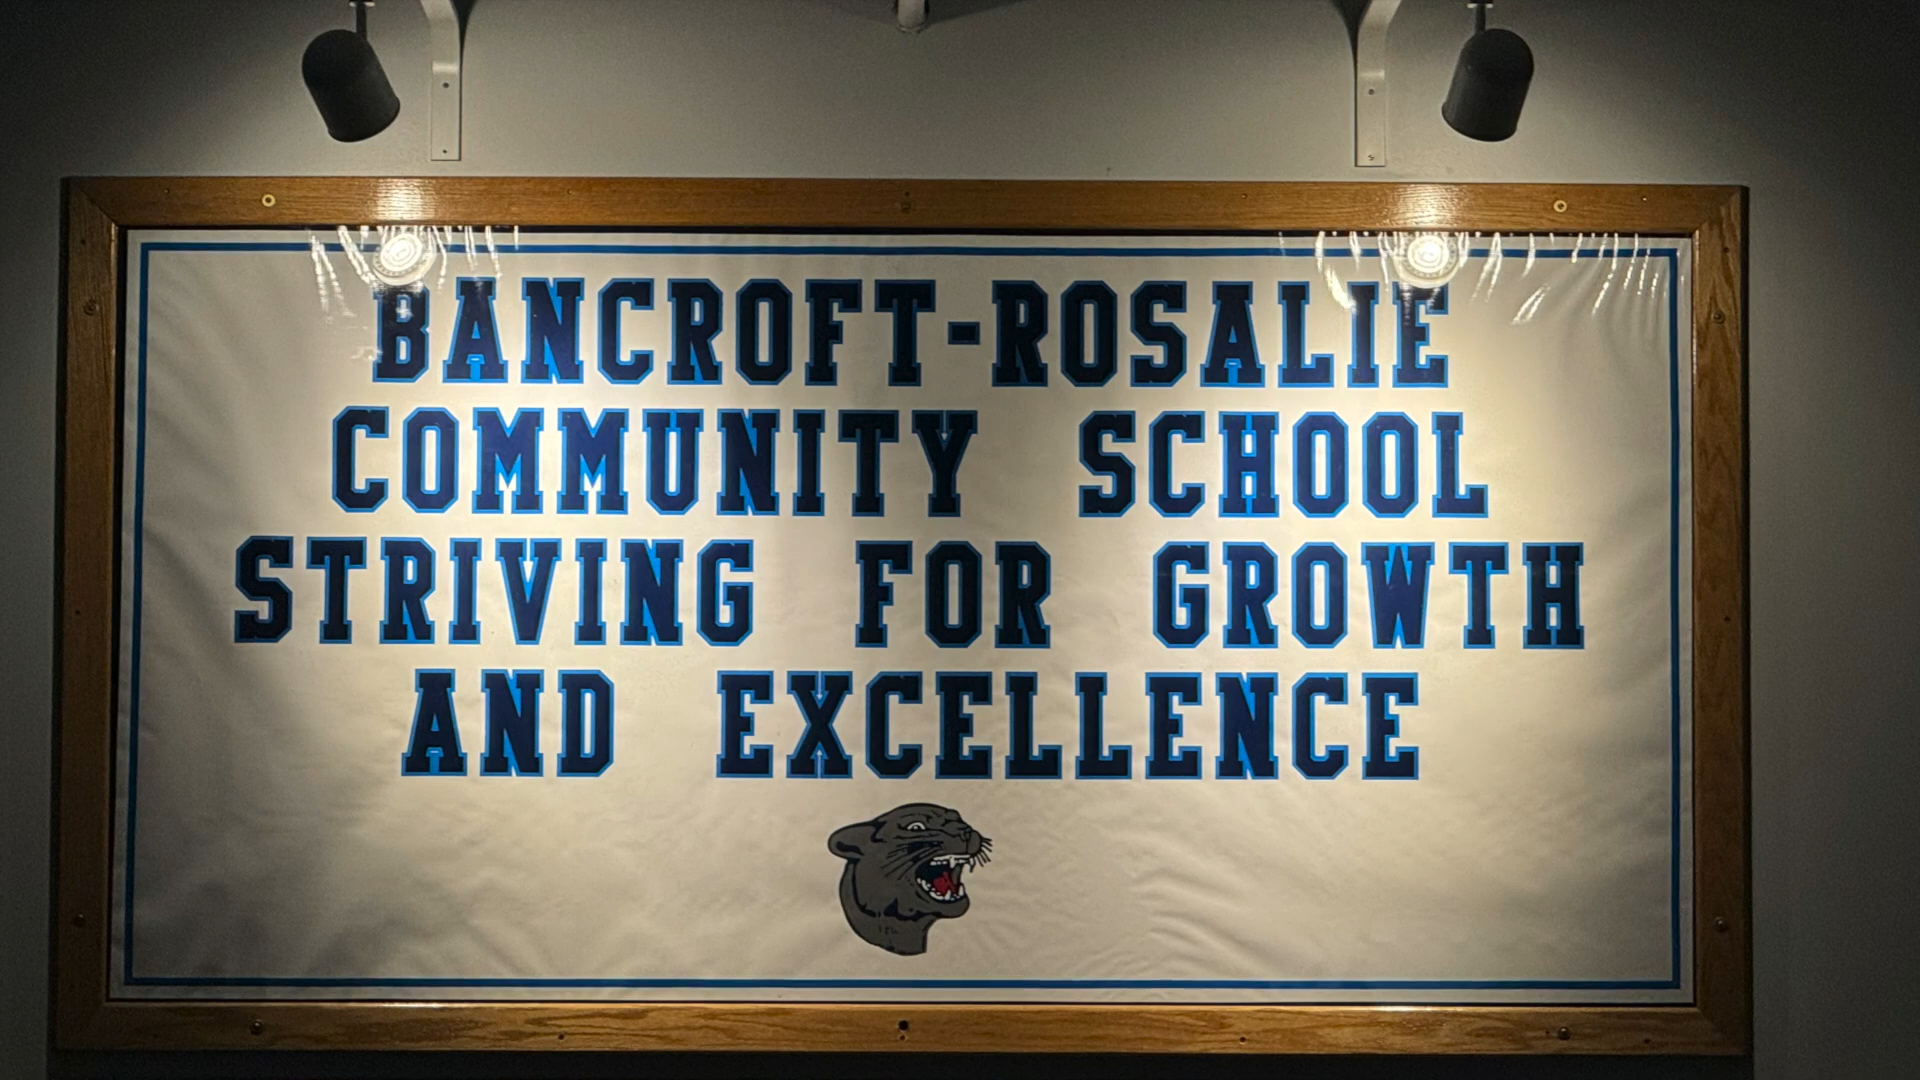 BANCROFT-ROSALIE
COMMUNITY SCHOOL
STRIVING FOR GROWTH
AND EXCELLENCE